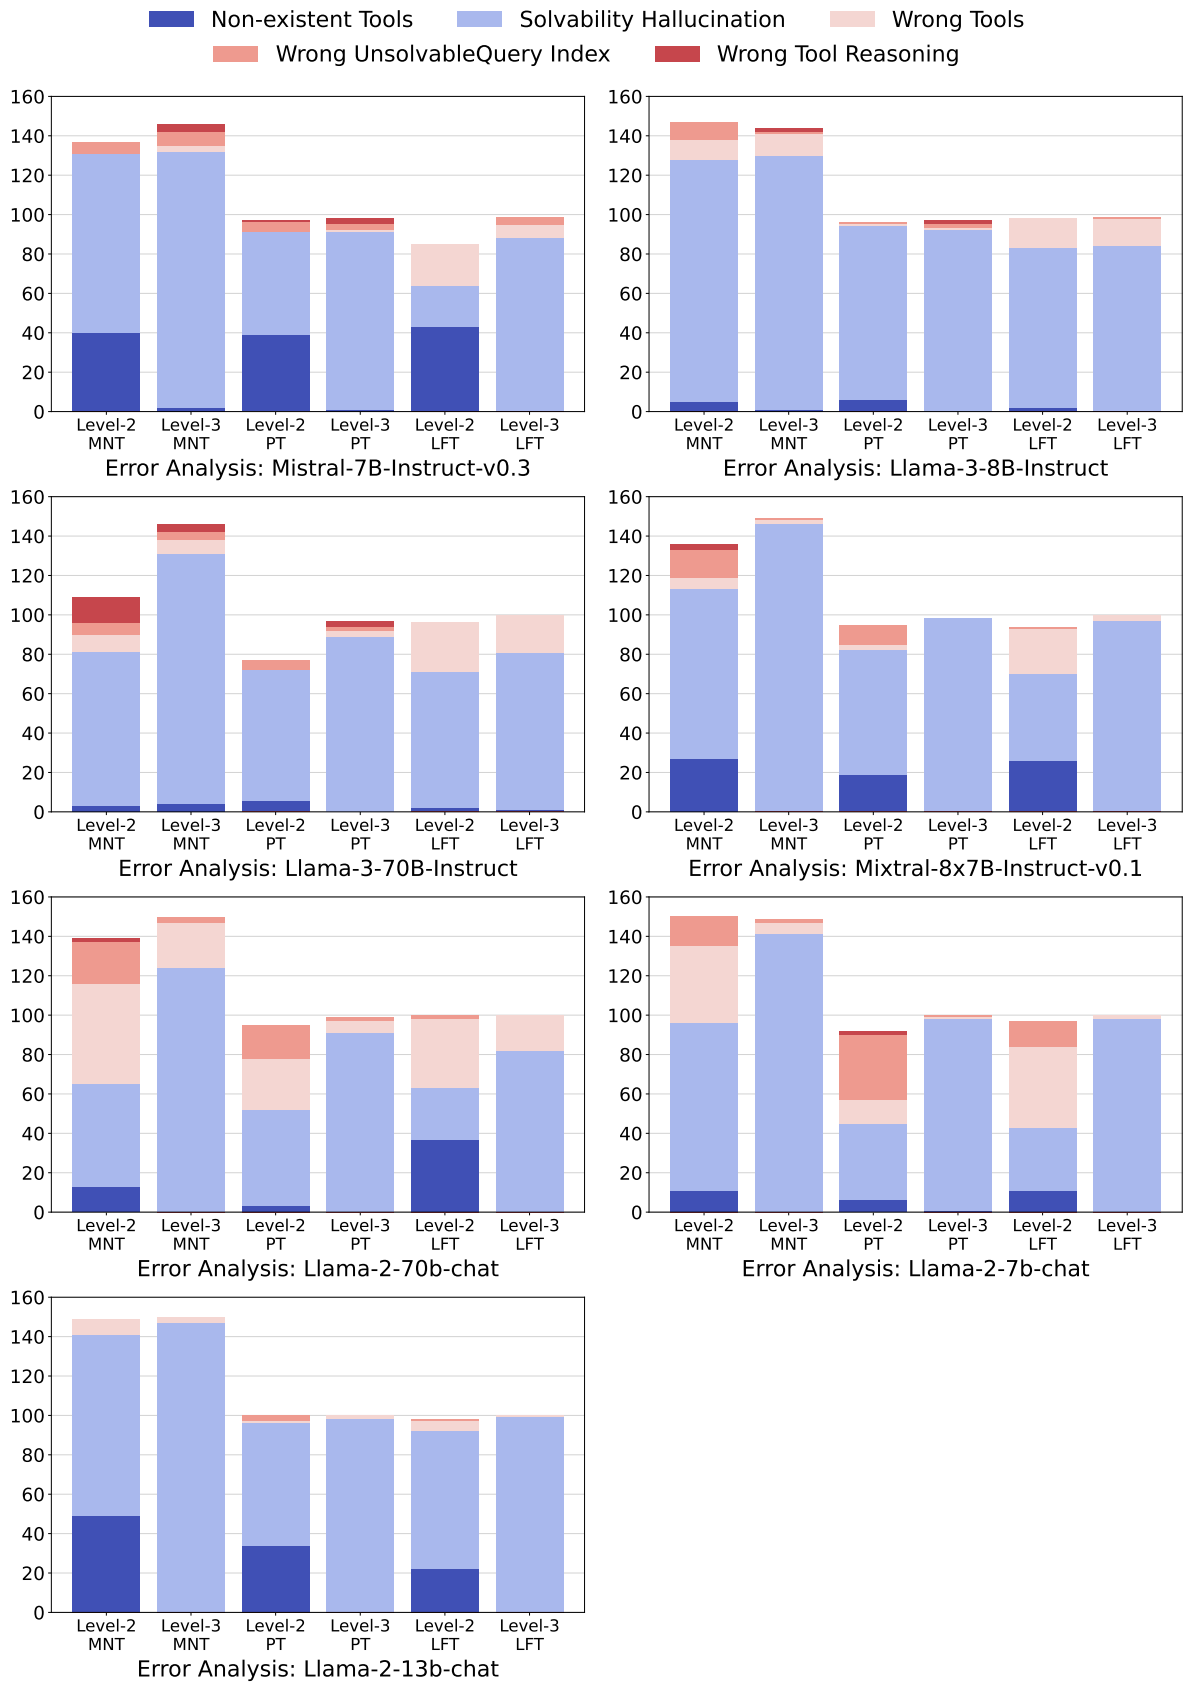 Non-existent Tools Solvability Hallucination Wrong Tools
Wrong UnsolvableQuery Index Wrong Tool Reasoning
160
140
120
100
80
60
40
20
0
Level-2 Level-3 Level-2 Level-3 Level-2 Level-3
MNT MNT PT PT LFT LFT
Error Analysis: Mistral-7B-Instruct-v0.3
160
140
120
100
80
60
40
20
0
Level-2 Level-3 Level-2 Level-3 Level-2 Level-3
MNT MNT PT PT LFT LFT
Error Analysis: Llama-3-8B-Instruct
160
140
120
100
80
60
40
20
0
Level-2 Level-3 Level-2 Level-3 Level-2 Level-3
MNT MNT PT PT LFT LFT
Error Analysis: Llama-3-70B-Instruct
160
140
120
100
80
60
40
20
0
Level-2 Level-3 Level-2 Level-3 Level-2 Level-3
MNT MNT PT PT LFT LFT
Error Analysis: Mixtral-8x7B-Instruct-v0.1
160
140
120
100
80
60
40
20
0
Level-2 Level-3 Level-2 Level-3 Level-2 Level-3
MNT MNT PT PT LFT LFT
Error Analysis: Llama-2-70b-chat
160
140
120
100
80
60
40
20
0
Level-2 Level-3 Level-2 Level-3 Level-2 Level-3
MNT MNT PT PT LFT LFT
Error Analysis: Llama-2-7b-chat
160
140
120
100
80
60
40
20
0
Level-2 Level-3 Level-2 Level-3 Level-2 Level-3
MNT MNT PT PT LFT LFT
Error Analysis: Llama-2-13b-chat